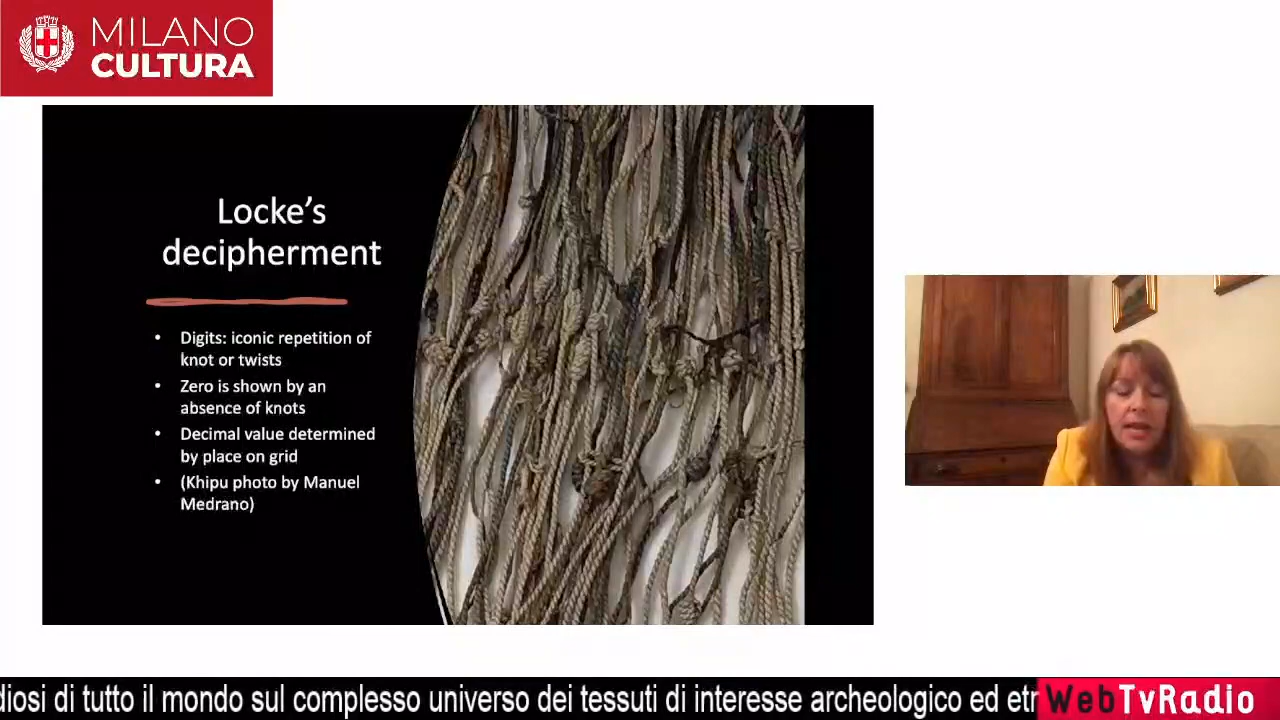 MILANO
CULTURA
Locke's
decipherment
• Digits: iconic repetition of
knot or twists
• Zero is shown by an
absence of knots
• Decimal value determined
by place on grid
• (Khipu photo by Manuel
Medrano)
diosi di tutto il mondo sul complesso universo dei tessuti di interesse archeologico ed etr
WebTvRadio